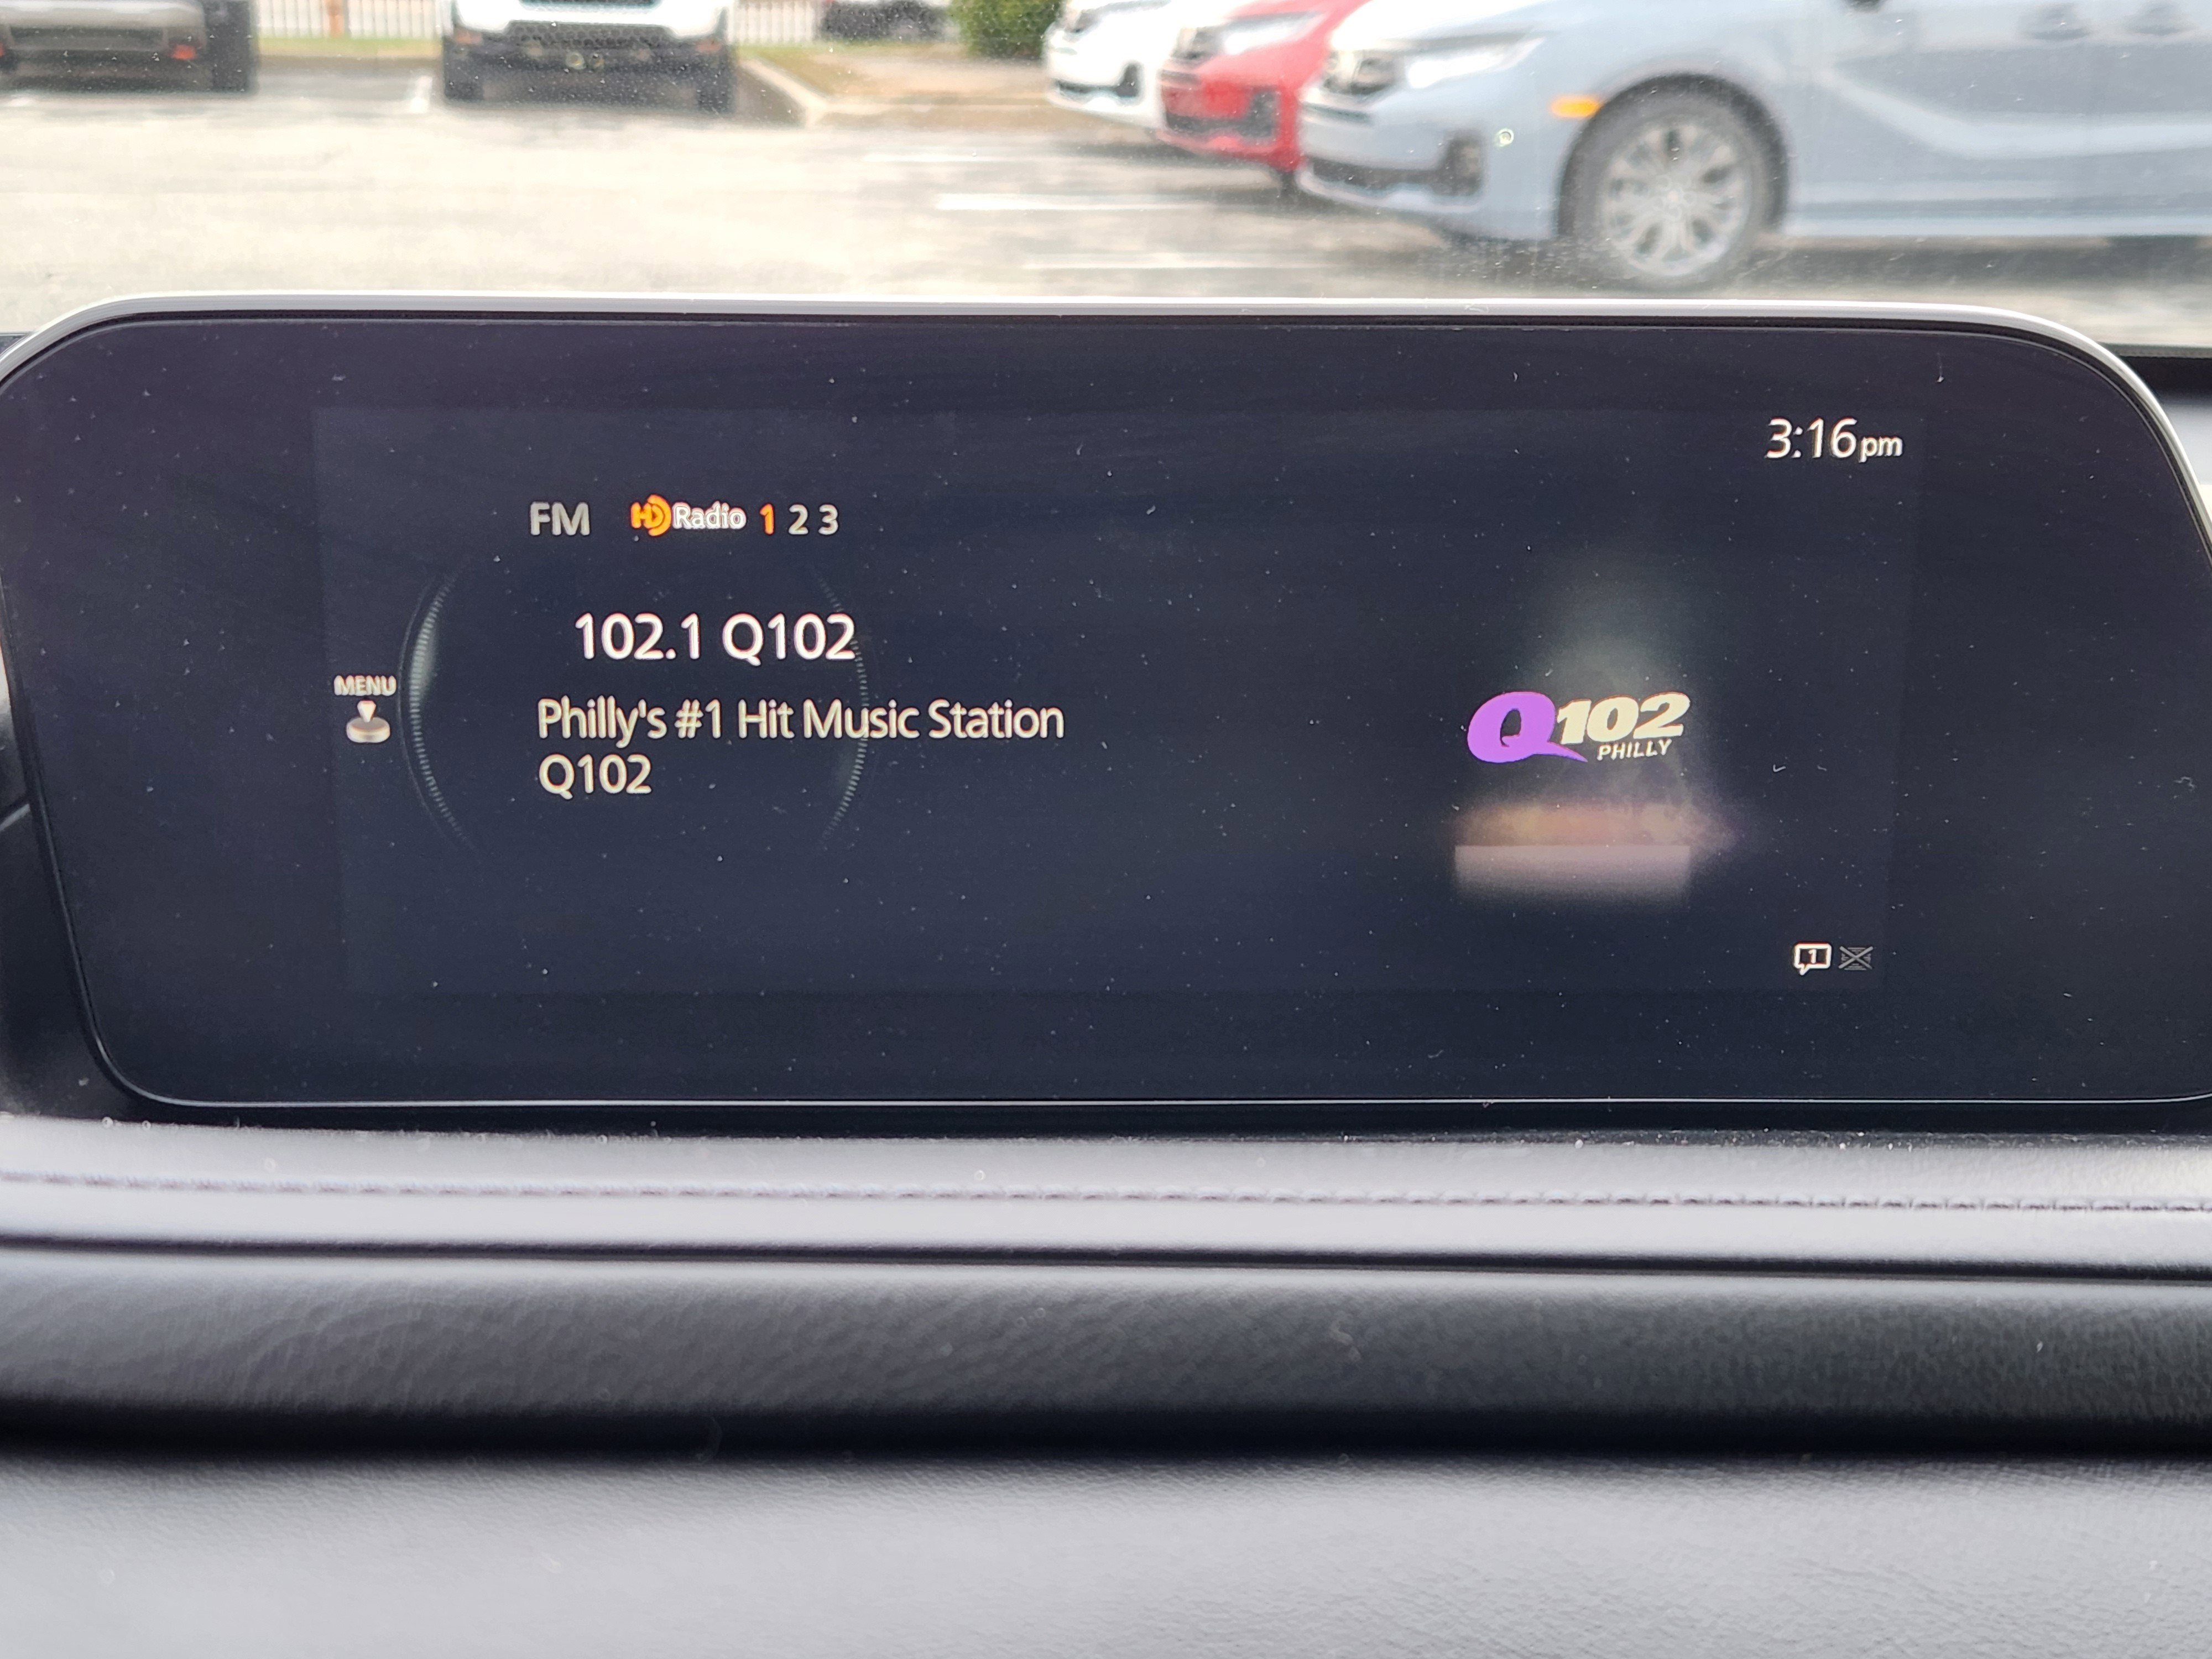 3:16pm
FM HD Radio 1 2 3
102.1 Q102
MENU
Philly's #1 Hit Music Station
Q102
Q102
PHILLY
1